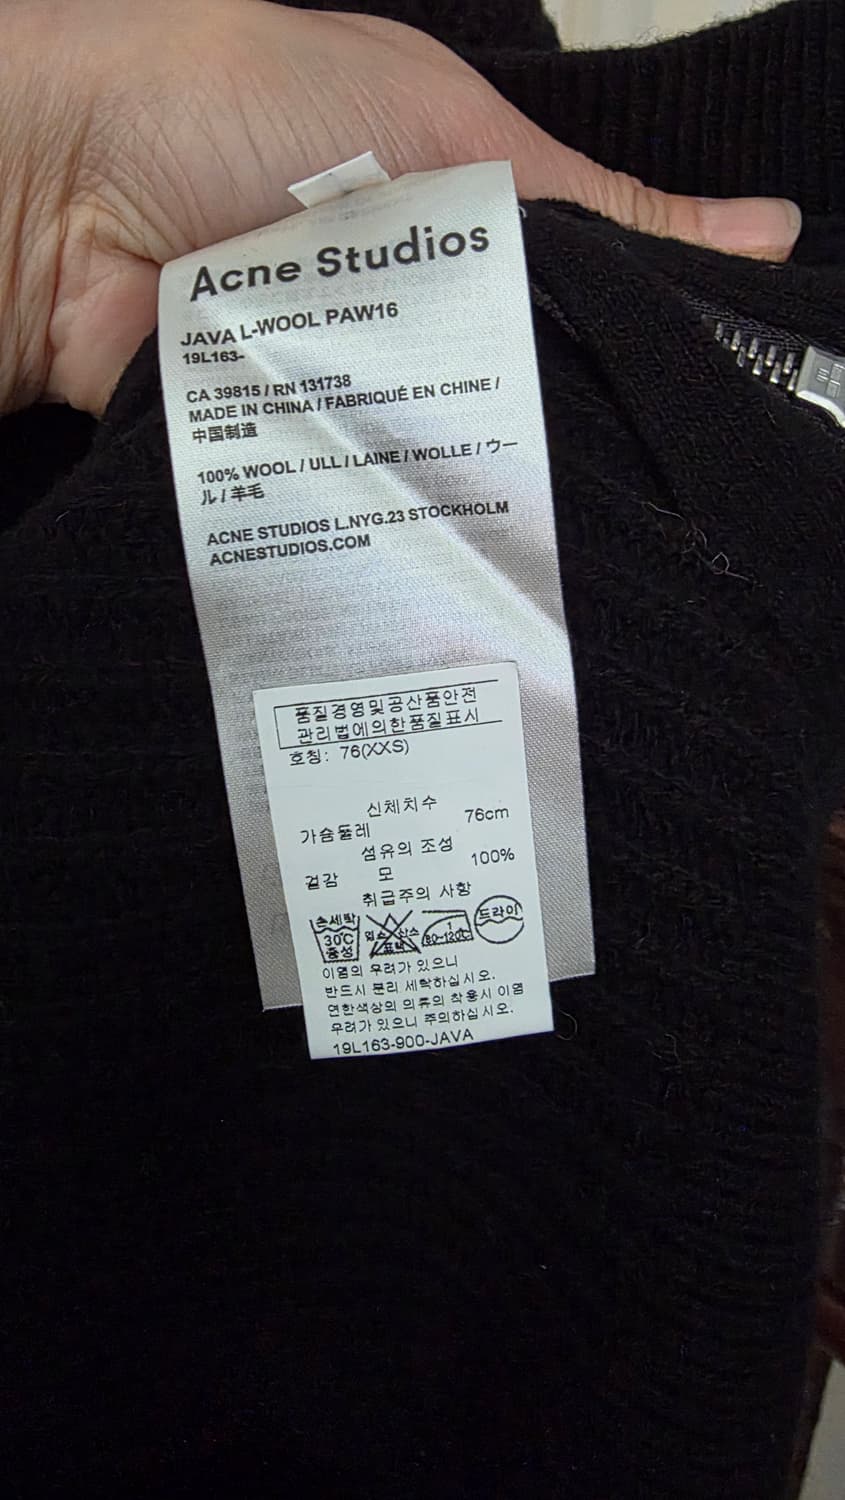 Acne Studios
JAVA L-WOOL PAW16
19L163-
CA 39815 / RN 131738
MADE IN CHINA / FABRIQUÉ EN CHINE /
中国制造
100% WOOL / ULL / LAINE / WOLLE / ウー
ル / 羊毛
ACNE STUDIOS L.NYG.23 STOCKHOLM
ACNESTUDIOS.COM
품질경영및공산품안전
관리법에의한품질표시
호칭: 76(XXS)
신체치수
가슴둘레 76cm
섬유의 조성
겉감 모 100%
취급주의 사항
손세탁
30℃
중성
표백
1
80~120℃
드라이
이염의 우려가 있으니
반드시 분리 세탁하십시오.
연한색상의 의류의 착용시 이염
우려가 있으니 주의하십시오.
19L163-900-JAVA